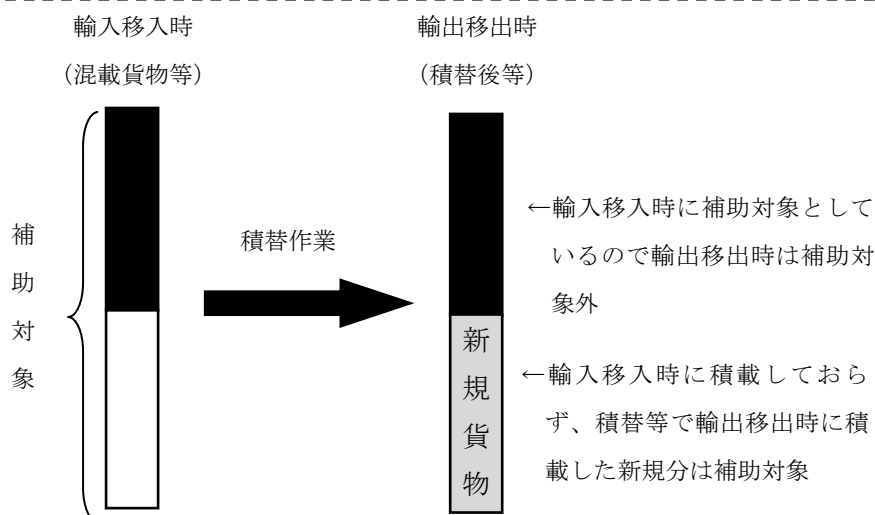 輸入移入時
（混載貨物等）
輸出移出時
（積替後等）
補助対象
積替作業
←輸入移入時に補助対象として
いるので輸出移出時は補助対
象外
新規貨物
←輸入移入時に積載しておら
ず、積替等で輸出移出時に積
載した新規分は補助対象